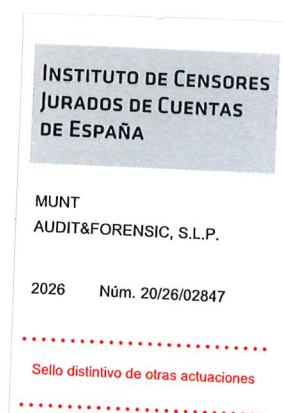 INSTITUTO DE CENSORES
JURADOS DE CUENTAS
DE ESPAÑA
MUNT
AUDIT&FORENSIC, S.L.P.
2026 Núm. 20/26/02847
Sello distintivo de otras actuaciones